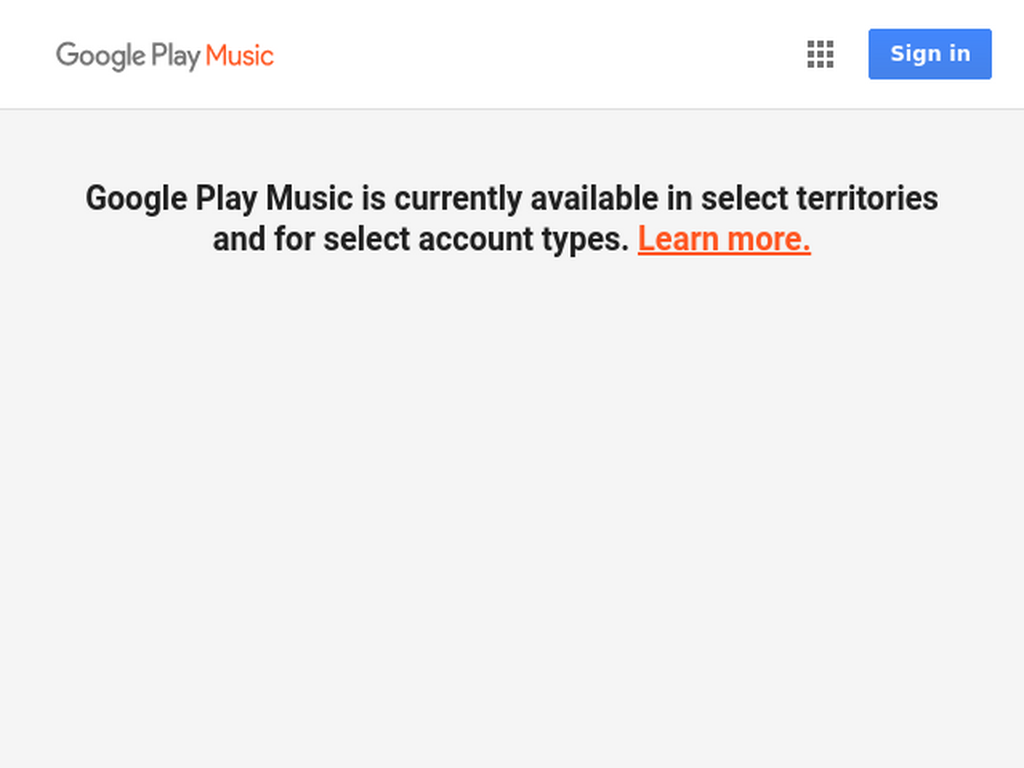 Google Play Music
Sign in
Google Play Music is currently available in select territories
and for select account types. Learn more.